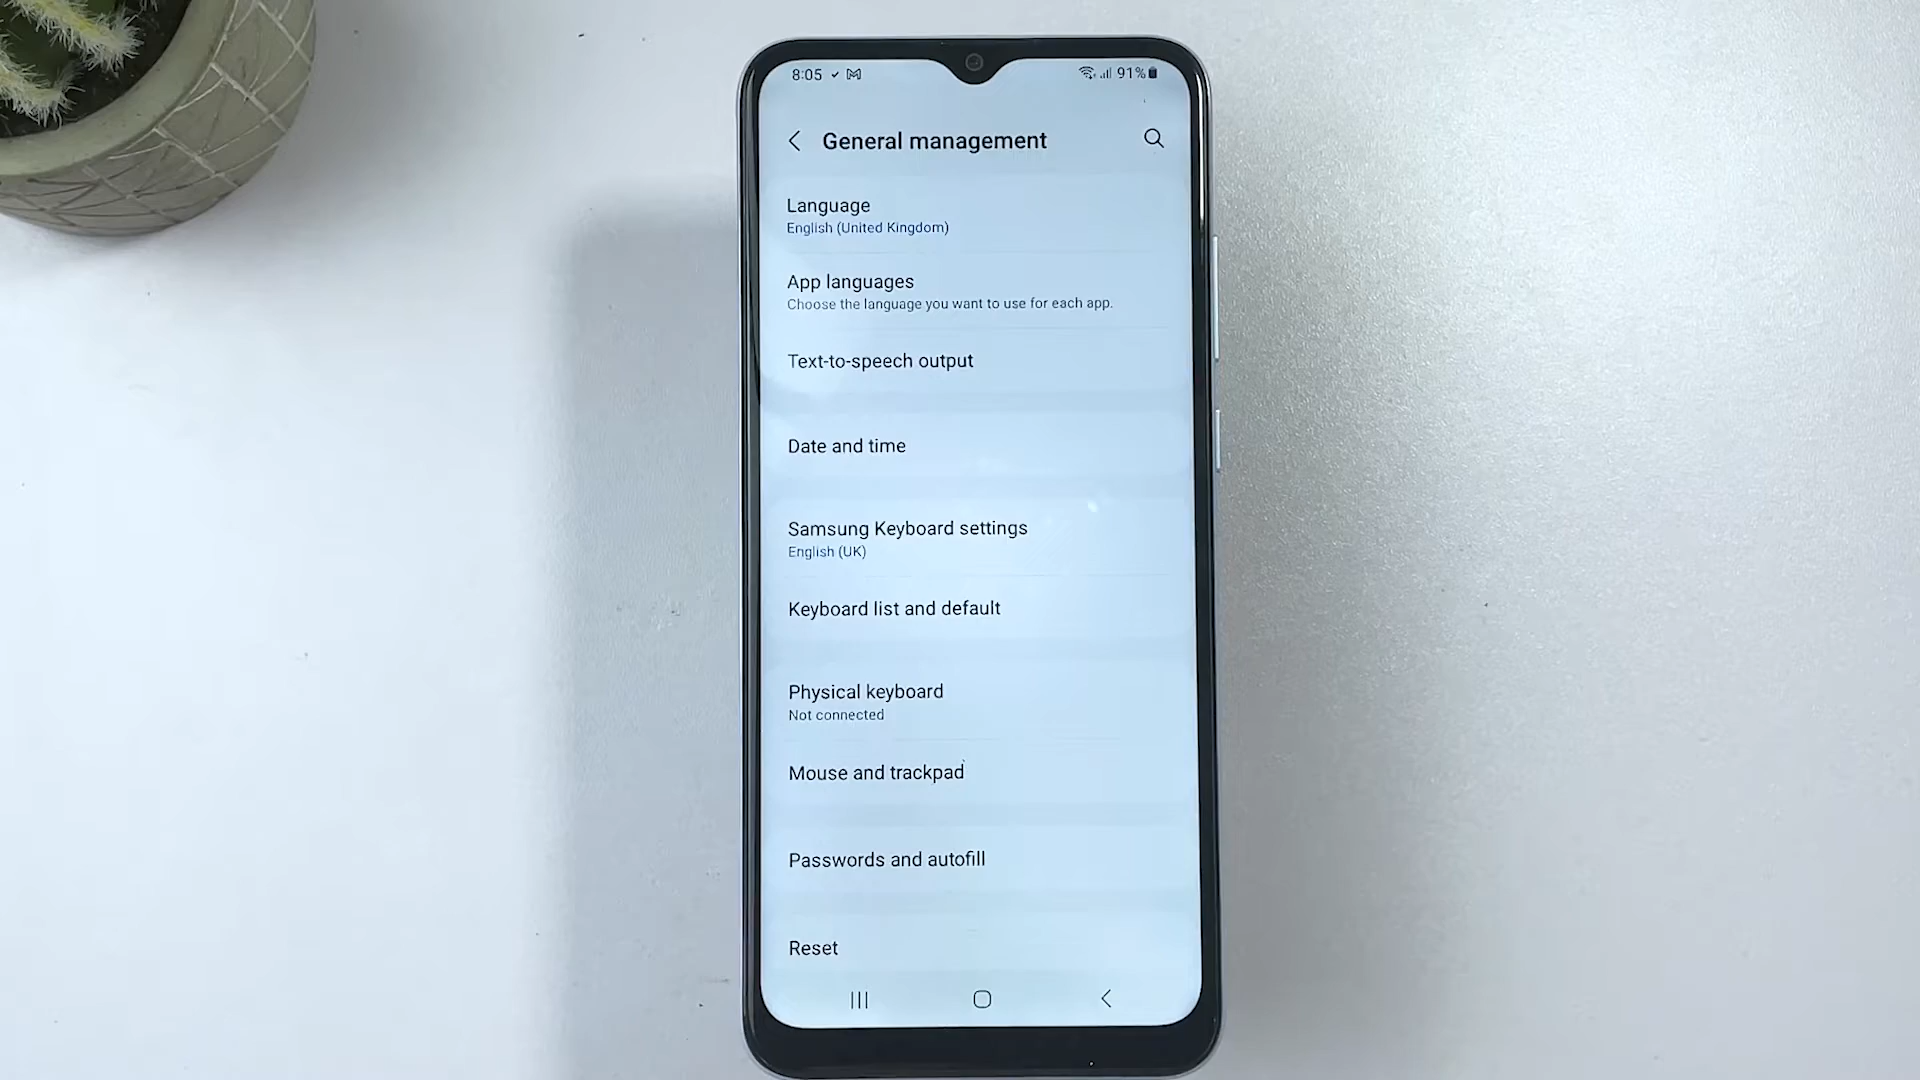 8:05
91%
General management
Language
English (United Kingdom)
App languages
Choose the language you want to use for each app.
Text-to-speech output
Date and time
Samsung Keyboard settings
English (UK)
Keyboard list and default
Physical keyboard
Not connected
Mouse and trackpad
Passwords and autofill
Reset